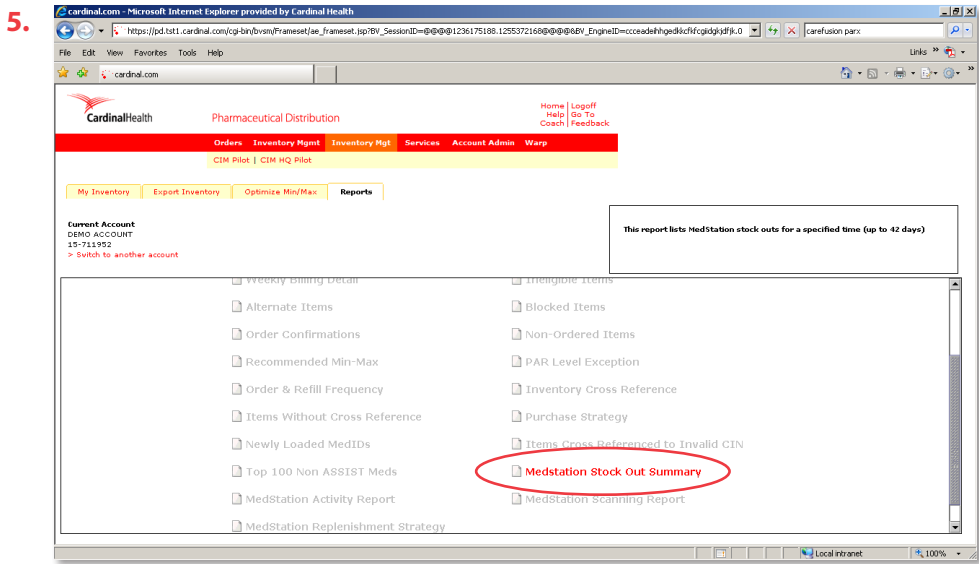 5.
cardinal.com - Microsoft Internet Explorer provided by Cardinal Health
https://pd.tst1.cardinal.com/cgi-bin/bvsm/Frameset/ae_frameset.jsp?BV_SessionID=@@@@1236175188.1255372168@@@@&BV_EngineID=ccceadeihhgedkkcfkfcgidgkjdfjk.0
carefusion parx
File Edit View Favorites Tools Help
Links »
cardinal.com
CardinalHealth
Pharmaceutical Distribution
Home | Logoff
Help | Go To
Coach | Feedback
Orders Inventory Mgmt Inventory Mgt Services Account Admin Warp
CIM Pilot | CIM HQ Pilot
My Inventory Export Inventory Optimize Min/Max Reports
Current Account
DEMO ACCOUNT
15-711952
> Switch to another account
This report lists MedStation stock outs for a specified time (up to 42 days)
Weekly Billing Detail Ineligible Items
Alternate Items Blocked Items
Order Confirmations Non-Ordered Items
Recommended Min-Max PAR Level Exception
Order & Refill Frequency Inventory Cross Reference
Items Without Cross Reference Purchase Strategy
Newly Loaded MedIDs Items Cross Referenced to Invalid CIN
Top 100 Non ASSIST Meds Medstation Stock Out Summary
MedStation Activity Report MedStation Scanning Report
MedStation Replenishment Strategy
Local intranet 100%